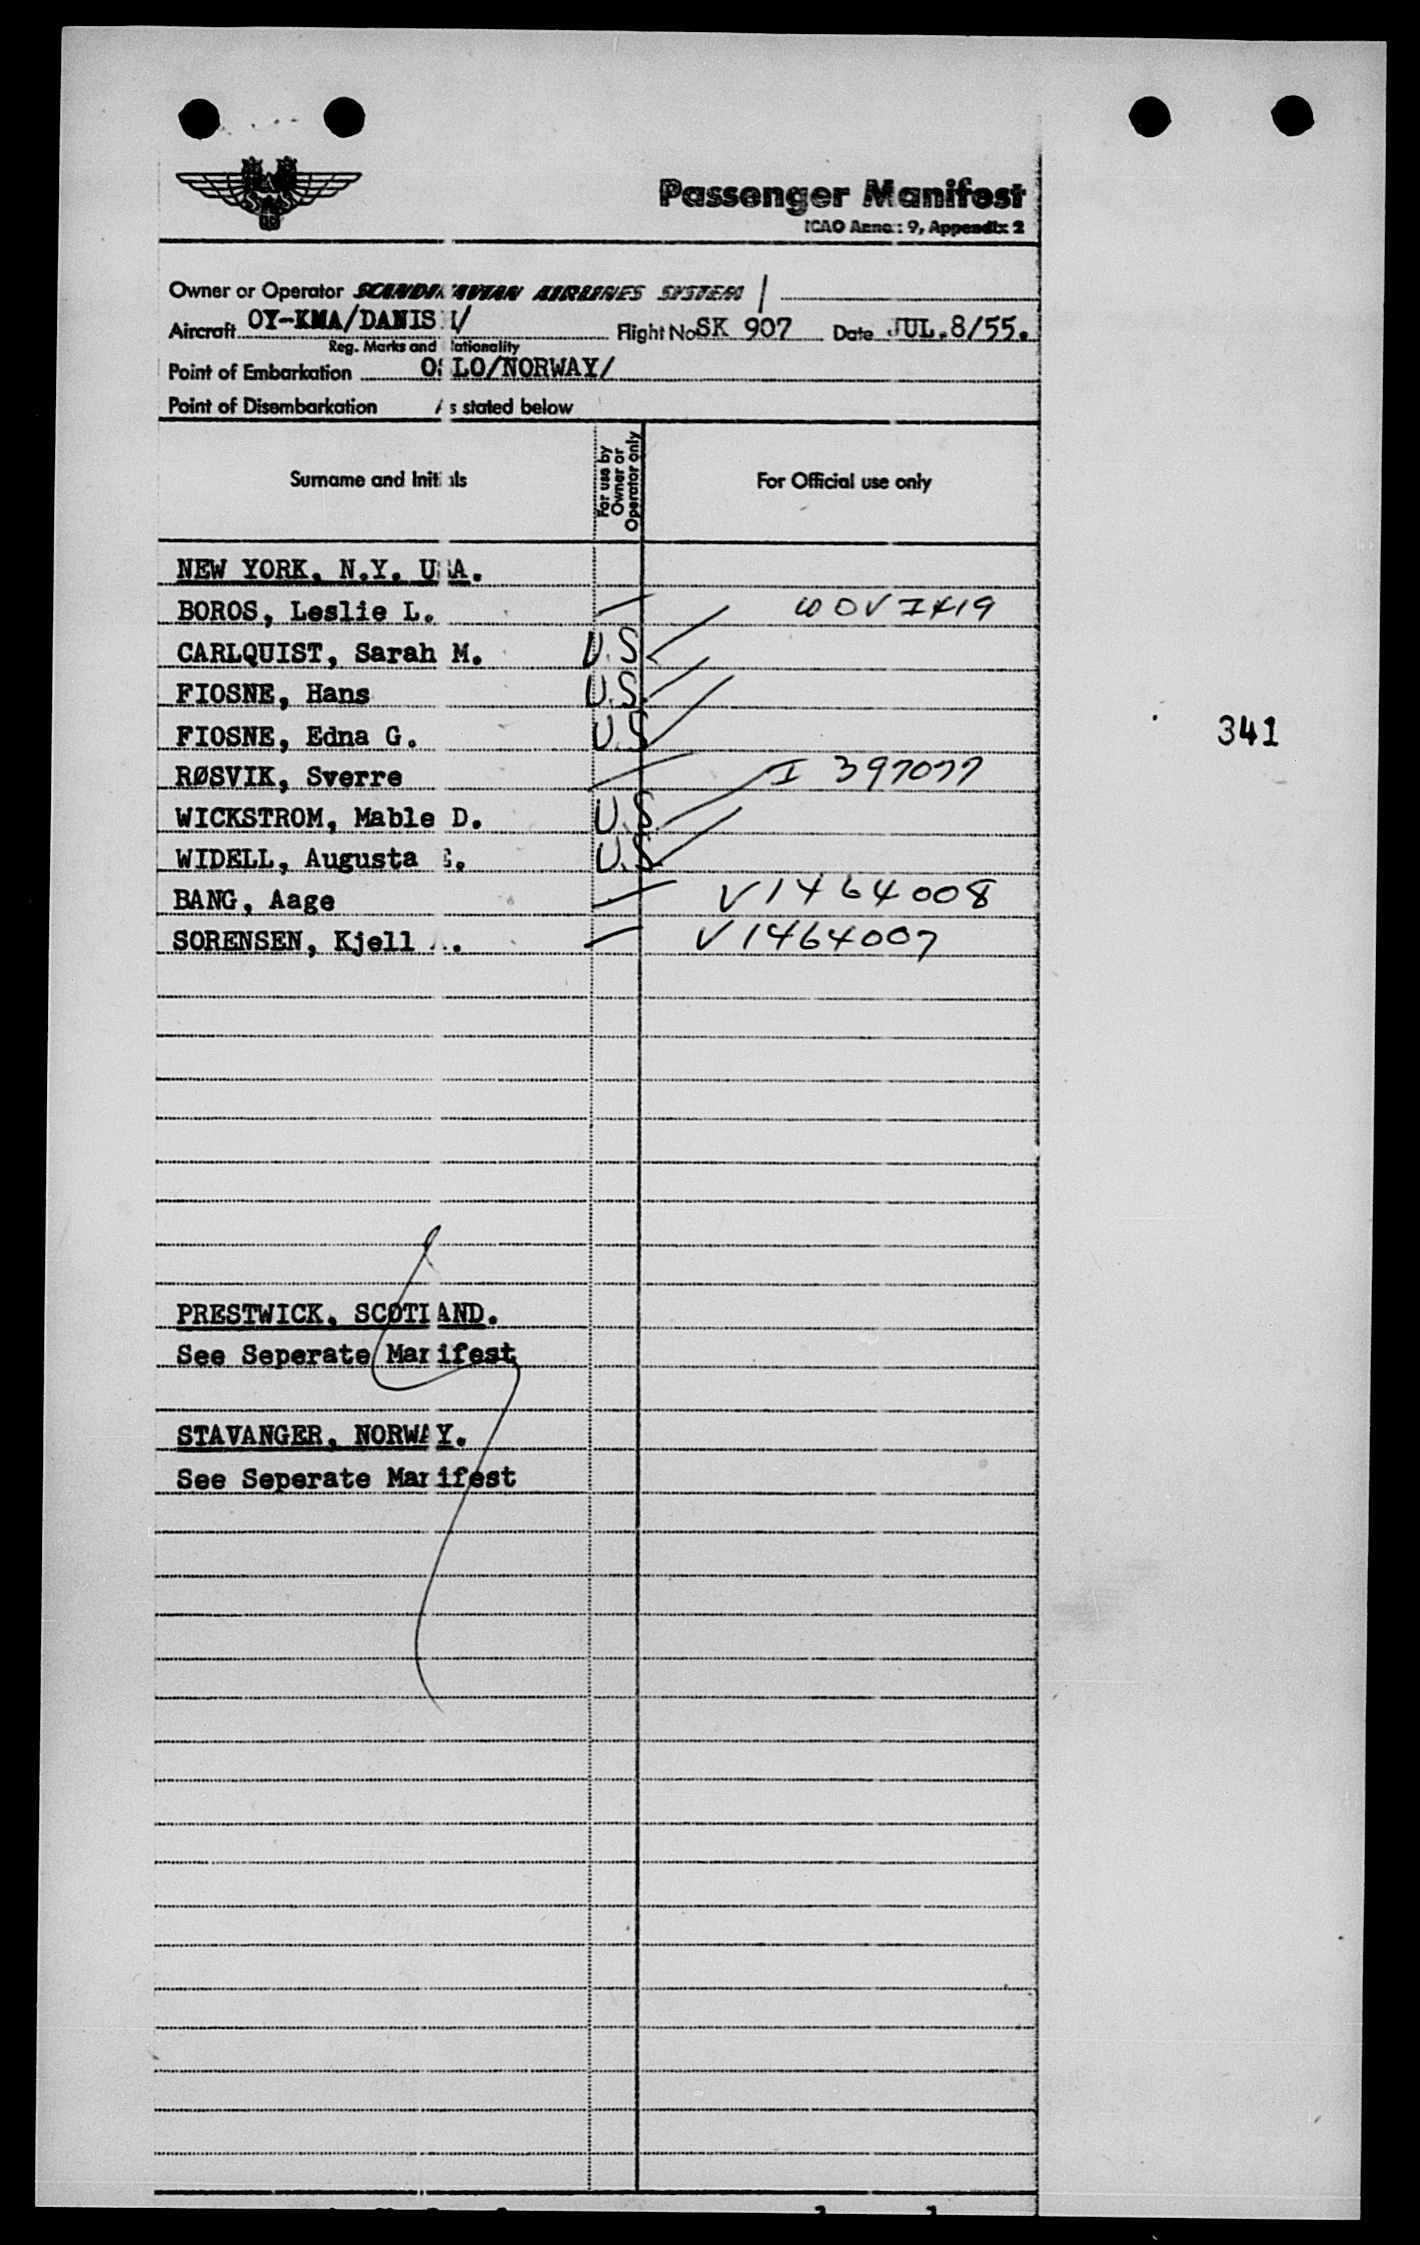 SAS
Passenger Manifest
ICAO Annex 9, Appendix 2
Owner or Operator SCANDINAVIAN AIRLINES SYSTEM
Aircraft OY-KMA/DANISH/ Flight No SK 907 Date JUL.8/55.
Reg. Marks and Nationality
Point of Embarkation OSLO/NORWAY/
Point of Disembarkation As stated below
Surname and Initials For use by Owner or Operator only For Official use only
NEW YORK, N.Y. USA.
BOROS, Leslie L.
CARLQUIST, Sarah M. U.S.
FIOSNE, Hans U.S.
FIOSNE, Edna G. U.S
341
RØSVIK, Sverre I 397077
WICKSTROM, Mable D. U.S
WIDELL, Augusta E. U.S
BANG, Aage V1464008
SORENSEN, Kjell V1464007
PRESTWICK, SCOTLAND.
See Seperate Manifest
STAVANGER, NORWAY.
See Seperate Manifest